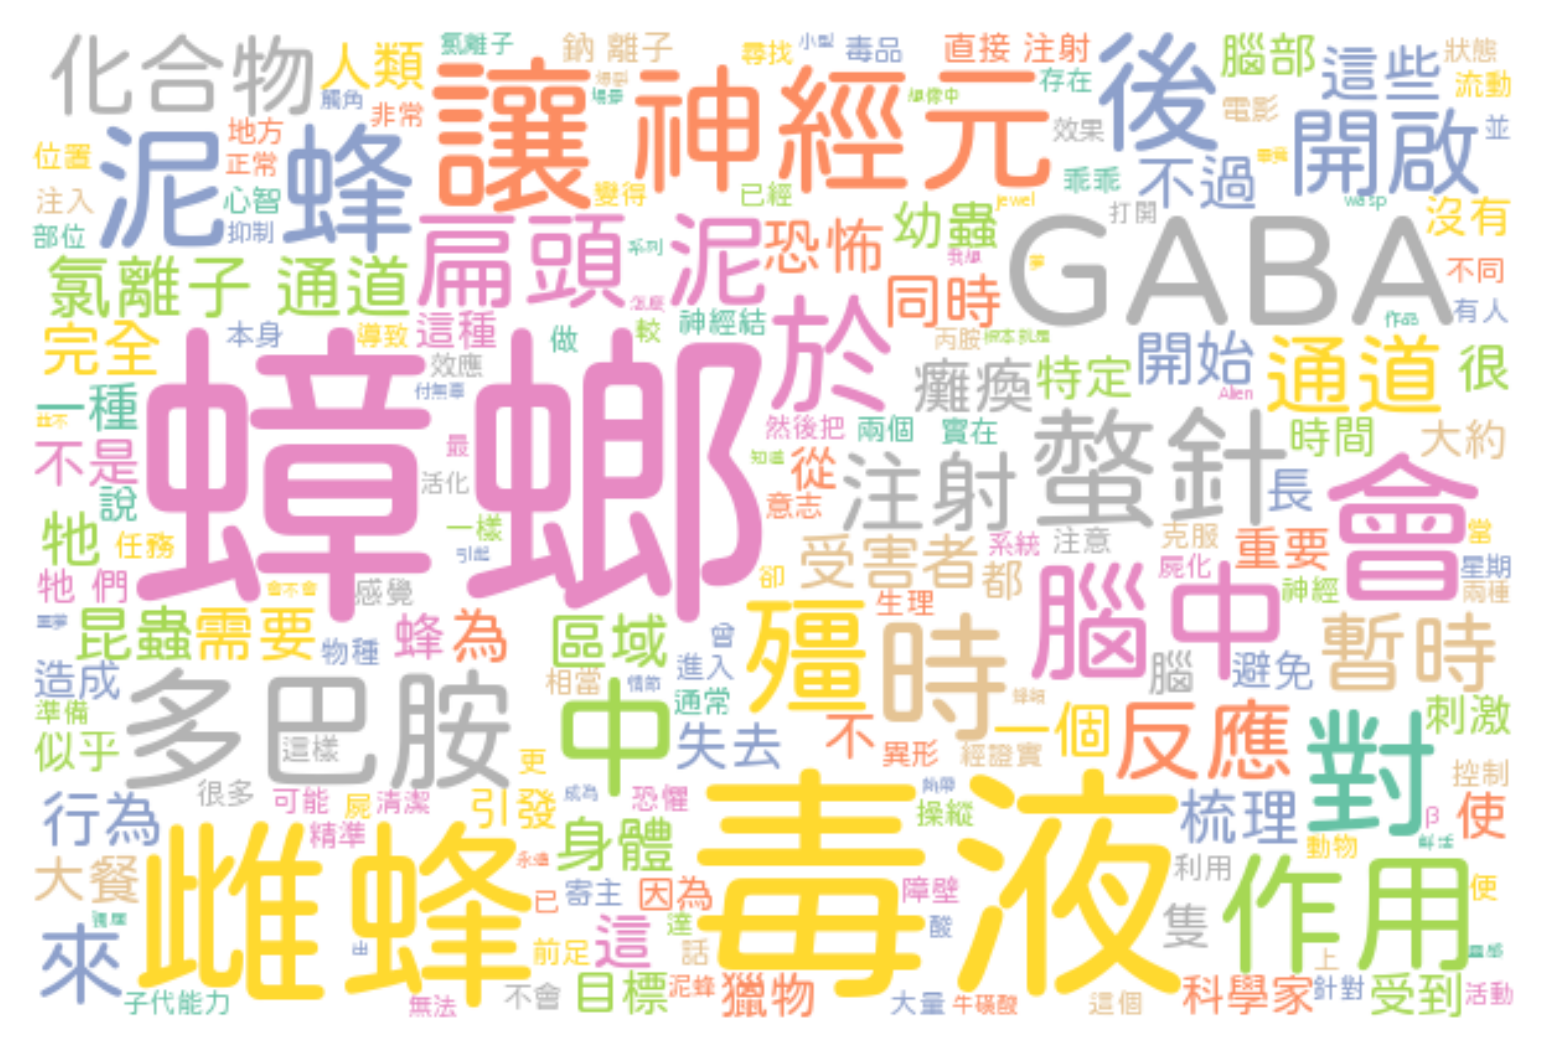 化合物 人類 氯離子 鈉 離子 尋找 小型 毒品 直接 注射 後 腦部 這些 狀態
觸角 非常 讓 神經元 存在 電影 流動
泥蜂 地方 效果 開啟 並
位置 正常 乖乖 不過
注入 心智 變得 已經 jewel 打開 wasp 沒有
部位 抑制 扁頭 泥 系列 恐怖 幼蟲 GABA
氯離子 通道 同時 不同
完全 本身 導致 這種 做 較 神經結 丙胺 有人
效應 開始 通道 很
蟑螂 於 癱瘓 特定 Alien
一種 然後把 兩個 實在 螫針 時間 大約
不是 最 知道 從 注射 長 會
說 活化 意志
牠 任務 一樣 引起 系統 注意 克服 重要 當
牠 們 會不會 感覺 卻 受害者 都 屍化 神經 星期
昆蟲 需要 物種 蜂 為 區域 曾 殭 生理 時 腦中 兩種
造成 相當 情節 進入 腦 避免 暫時
準備 多巴胺 中 通常
似乎 這樣 更 失去 不 異形 經證實 一個 反應 對 刺激
很多 可能 屍 清潔 引發 成為 恐懼 毒液 操縱 梳理 β 使 控制
行為 精準 身體 動物
大餐 雌蜂 永遠 已 寄主 因為 障壁 利用 作用 便
來 出 前足 這 達 話 酸 隻 上
子代能力 無法 不會 目標 泥蜂 獵物 大量 牛磺酸 這個 科學家 針對 受到 活動